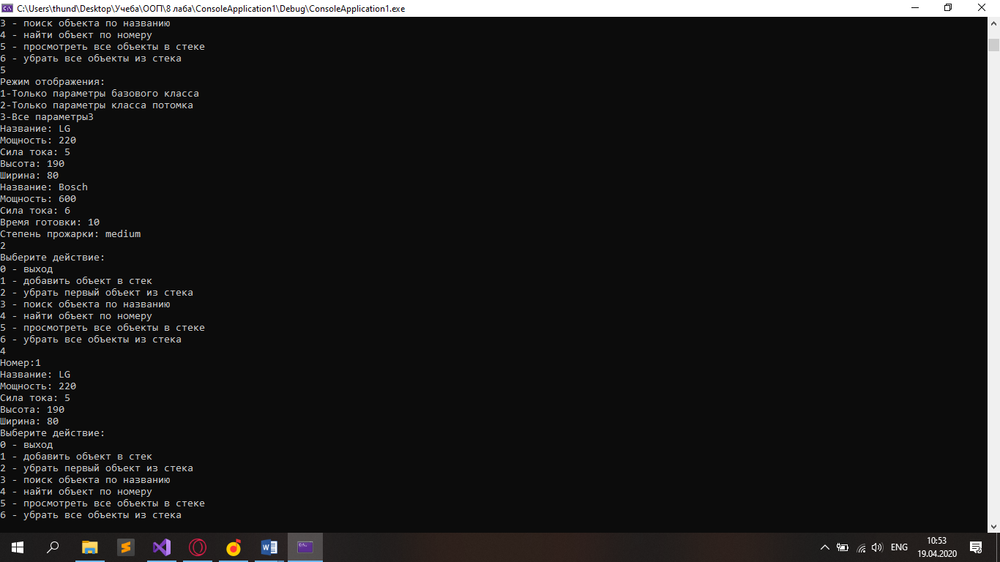 C:\Users\thund\Desktop\Учеба\ООП\8 лаба\ConsoleApplication1\Debug\ConsoleApplication1.exe
3 - поиск объекта по названию
4 - найти объект по номеру
5 - просмотреть все объекты в стеке
6 - убрать все объекты из стека
5
Режим отображения:
1-Только параметры базового класса
2-Только параметры класса потомка
3-Все параметры3
Название: LG
Мощность: 220
Сила тока: 5
Высота: 190
Ширина: 80
Название: Bosch
Мощность: 600
Сила тока: 6
Время готовки: 10
Степень прожарки: medium
2
Выберите действие:
0 - выход
1 - добавить объект в стек
2 - убрать первый объект из стека
3 - поиск объекта по названию
4 - найти объект по номеру
5 - просмотреть все объекты в стеке
6 - убрать все объекты из стека
4
Номер:1
Название: LG
Мощность: 220
Сила тока: 5
Высота: 190
Ширина: 80
Выберите действие:
0 - выход
1 - добавить объект в стек
2 - убрать первый объект из стека
3 - поиск объекта по названию
4 - найти объект по номеру
5 - просмотреть все объекты в стеке
6 - убрать все объекты из стека
ENG
10:53
19.04.2020